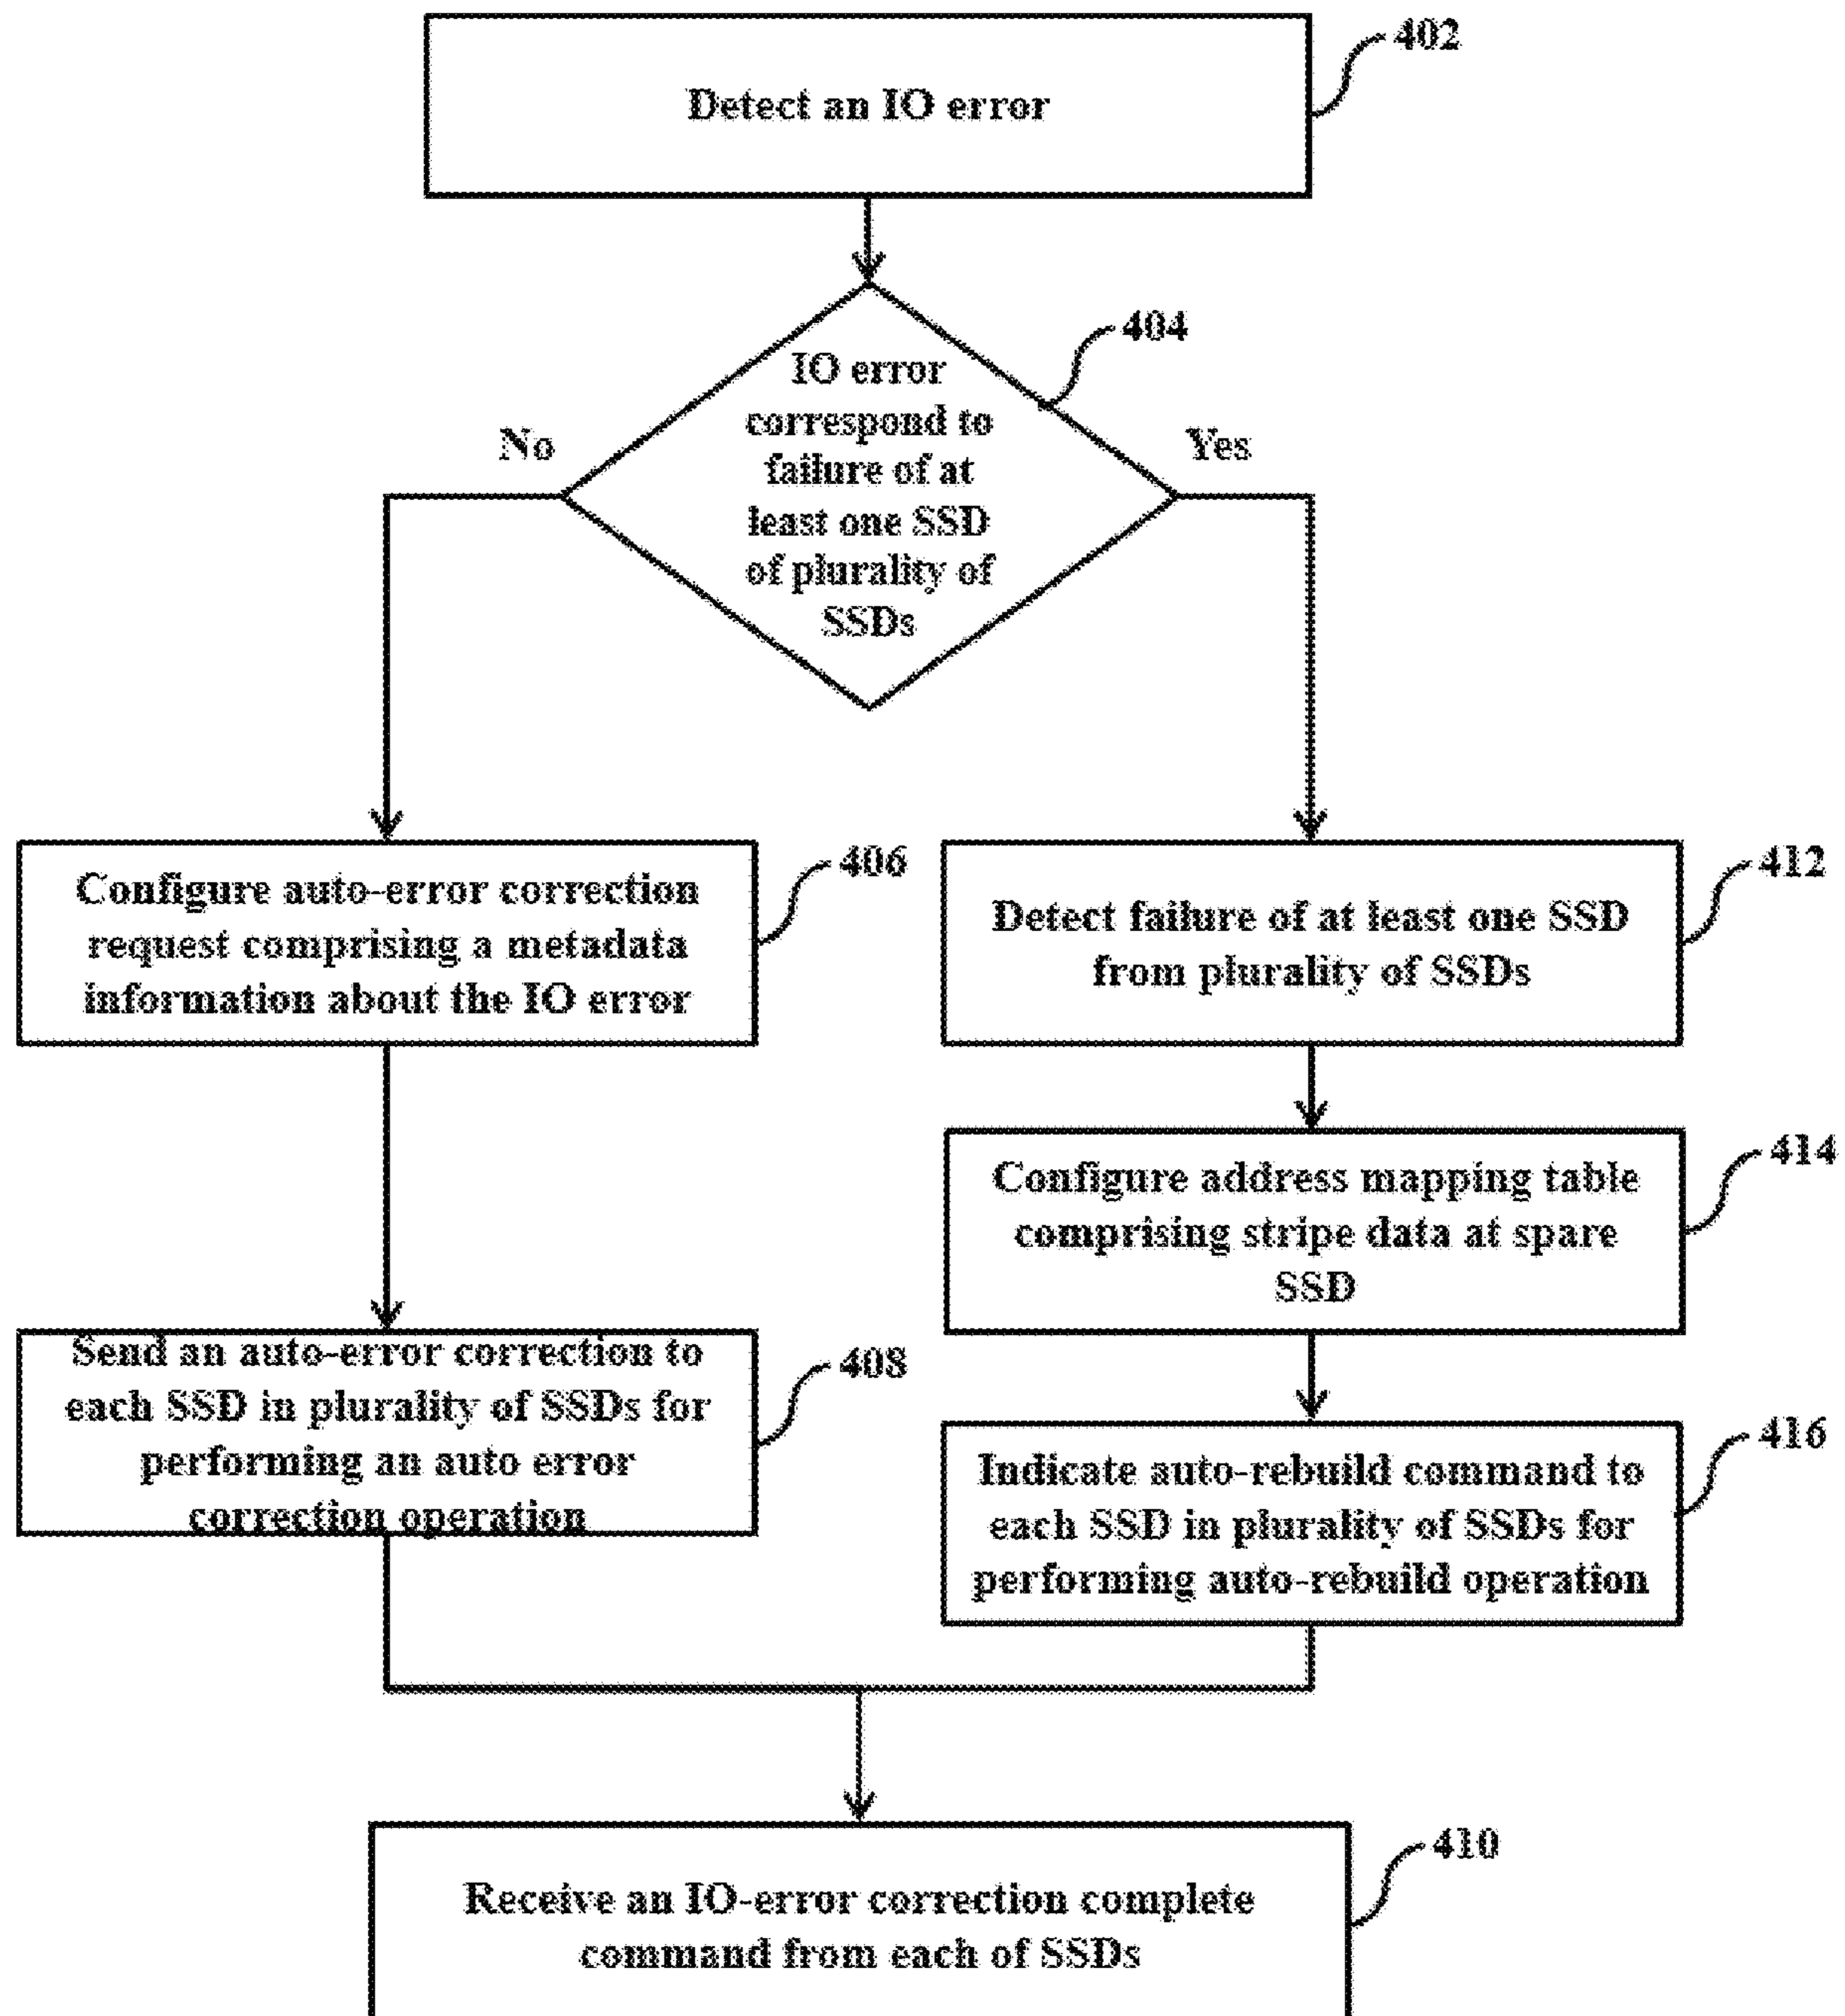 402
Detect an IO error
404
IO error
correspond to
failure of at
least one SSD
of plurality of
SSDs
No
Yes
406
Configure auto-error correction
request comprising a metadata
information about the IO error
412
Detect failure of at least one SSD
from plurality of SSDs
414
Configure address mapping table
comprising stripe data at spare
SSD
408
Send an auto-error correction to
each SSD in plurality of SSDs for
performing an auto error
correction operation
416
Indicate auto-rebuild command to
each SSD in plurality of SSDs for
performing auto-rebuild operation
410
Receive an IO-error correction complete
command from each of SSDs